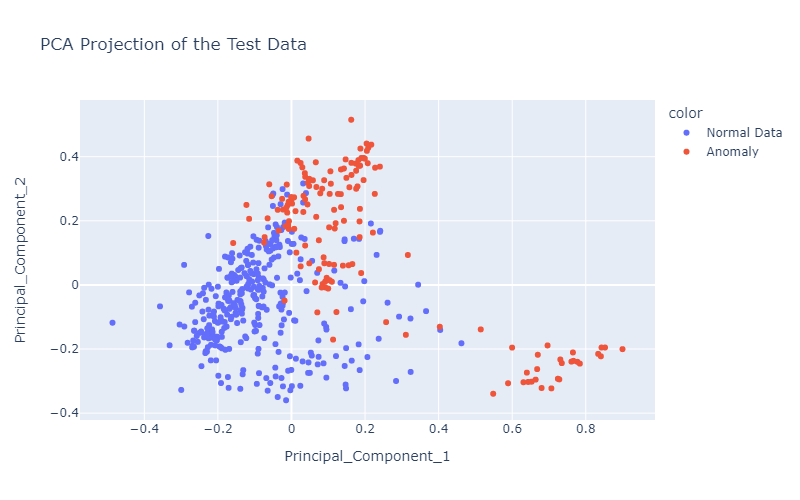 PCA Projection of the Test Data
color
Normal Data
Anomaly
0.4
0.2
0
−0.2
−0.4
Principal_Component_2
−0.4 −0.2 0 0.2 0.4 0.6 0.8
Principal_Component_1